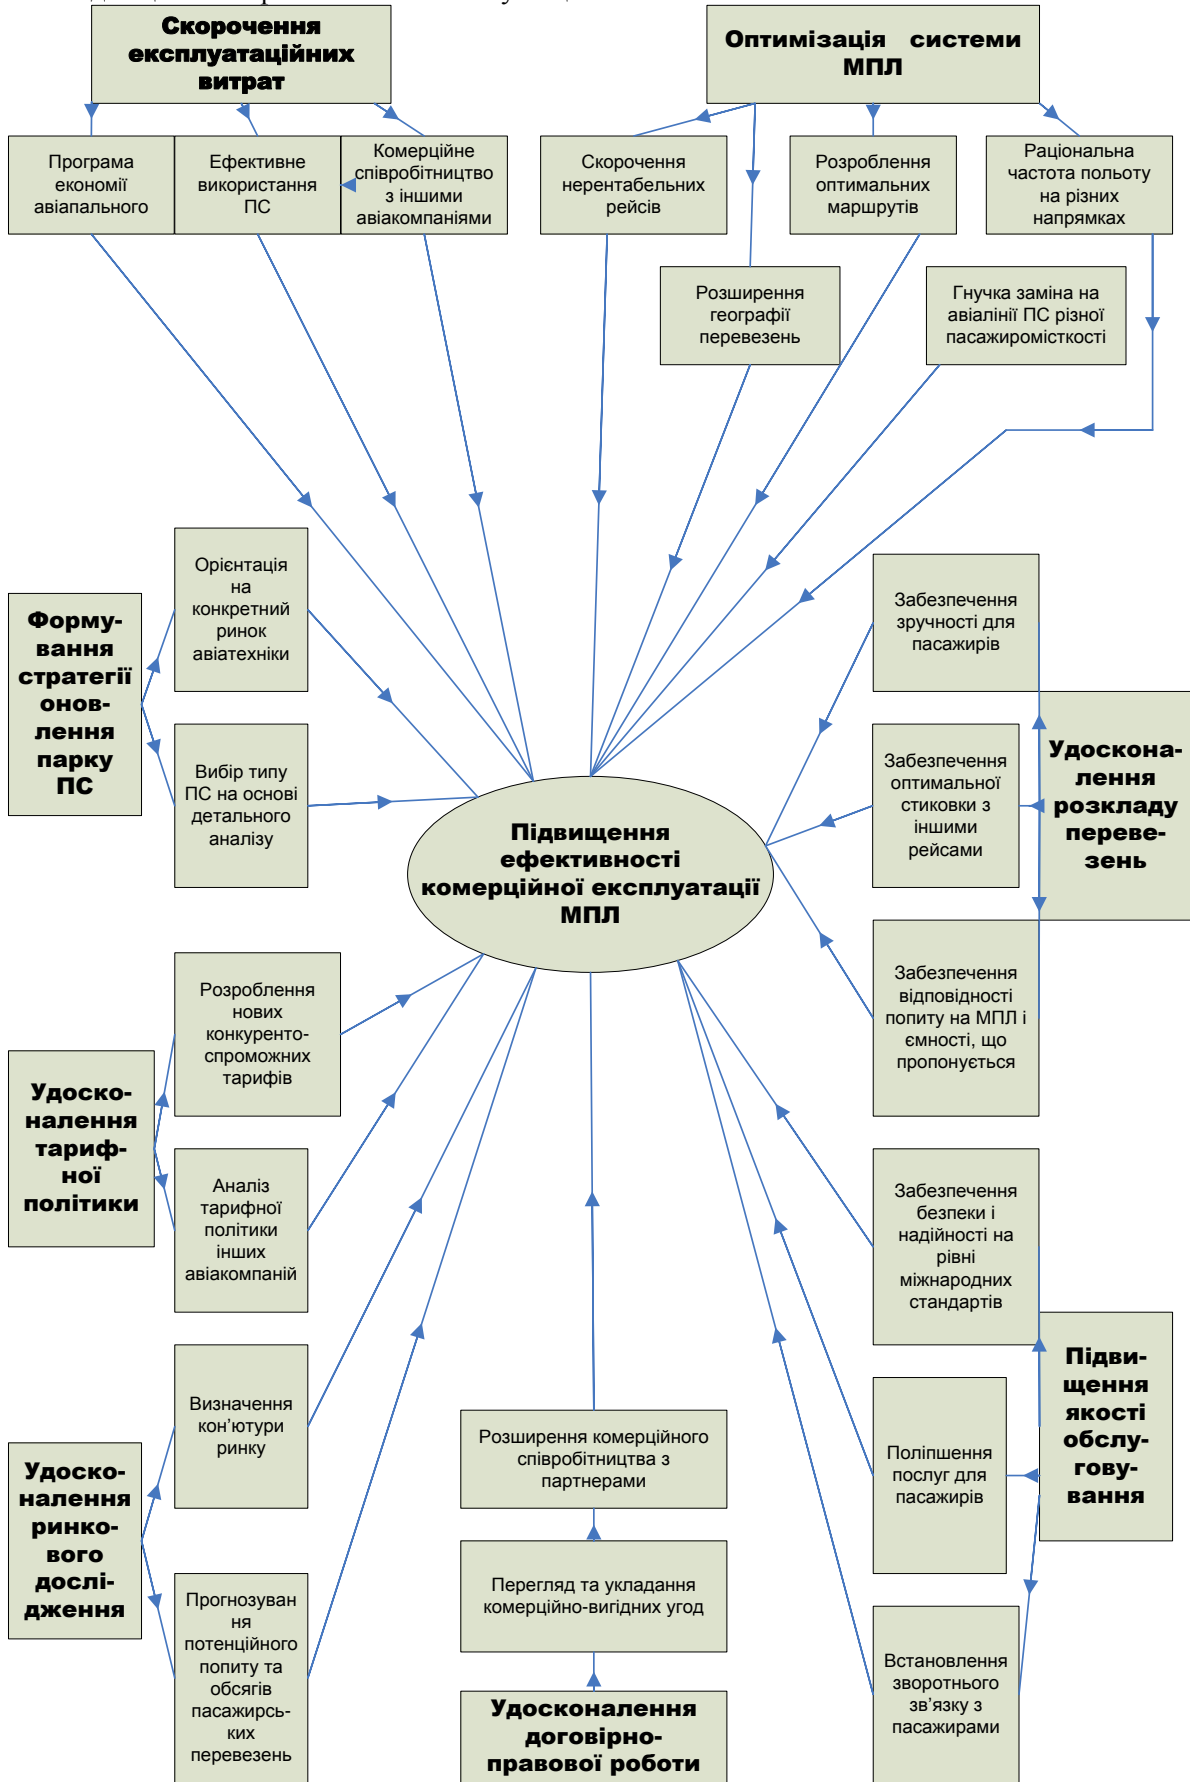 Скорочення
експлуатаційних
витрат
Оптимізація системи
МПЛ
Програма
економії
авіапального
Ефективне
використання
ПС
Комерційне
співробітництво
з іншими
авіакомпаніями
Скорочення
нерентабельних
рейсів
Розроблення
оптимальних
маршрутів
Раціональна
частота польоту
на різних
напрямках
Розширення
географії
перевезень
Гнучка заміна на
авіалінії ПС різної
пасажиромісткості
Форму-
вання
стратегії
онов-
лення
парку
ПС
Орієнтація
на
конкретний
ринок
авіатехніки
Вибір типу
ПС на основі
детального
аналізу
Забезпечення
зручності для
пасажирів
Забезпечення
оптимальної
стиковки з
іншими
рейсами
Забезпечення
відповідності
попиту на МПЛ і
ємності, що
пропонується
Удоскона-
лення
розкладу
переве-
зень
Підвищення
ефективності
комерційної експлуатації
МПЛ
Удоско-
налення
тариф-
ної
політики
Розроблення
нових
конкуренто-
спроможних
тарифів
Аналіз
тарифної
політики
інших
авіакомпаній
Забезпечення
безпеки і
надійності на
рівні
міжнародних
стандартів
Поліпшення
послуг для
пасажирів
Встановлення
зворотнього
зв'язку з
пасажирами
Підви-
щення
якості
обслу-
гову-
вання
Удоско-
налення
ринко-
вого
дослі-
дження
Визначення
кон'ютури
ринку
Прогнозуван
ня
потенційного
попиту та
обсягів
пасажирсь-
ких
перевезень
Розширення комерційного
співробітництва з
партнерами
Перегляд та укладання
комерційно-вигідних угод
Удосконалення
договірно-
правової роботи